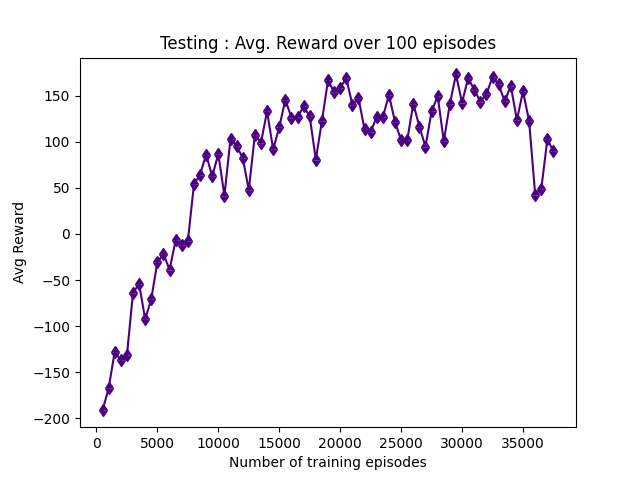 Testing : Avg. Reward over 100 episodes
150
100
50
0
−50
−100
−150
−200
Avg Reward
0 5000 10000 15000 20000 25000 30000 35000
Number of training episodes